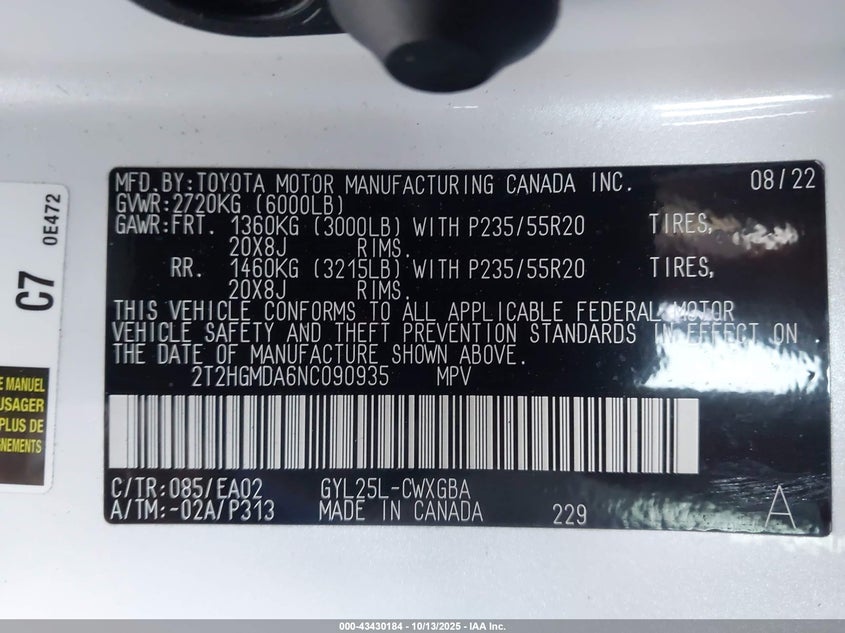 MFD.BY:TOYOTA MOTOR MANUFACTURING CANADA INC. 08/22
GVWR:2720KG (6000LB)
GAWR:FRT. 1360KG (3000LB) WITH P235/55R20 TIRES,
20X8J RIMS.
RR. 1460KG (3215LB) WITH P235/55R20 TIRES,
20X8J RIMS.
THIS VEHICLE CONFORMS TO ALL APPLICABLE FEDERAL MOTOR
VEHICLE SAFETY AND THEFT PREVENTION STANDARDS IN EFFECT ON
THE DATE OF MANUFACTURE SHOWN ABOVE.
2T2HGMDA6NC090935 MPV
C/TR:085/EA02 GYL25L-CWXGBA
A/TM:-02A/P313 MADE IN CANADA 229 A
C7 0E472
E MANUEL
USAGER
PLUS DE
GNEMENTS
000-43430184 - 10/13/2025 - IAA Inc.